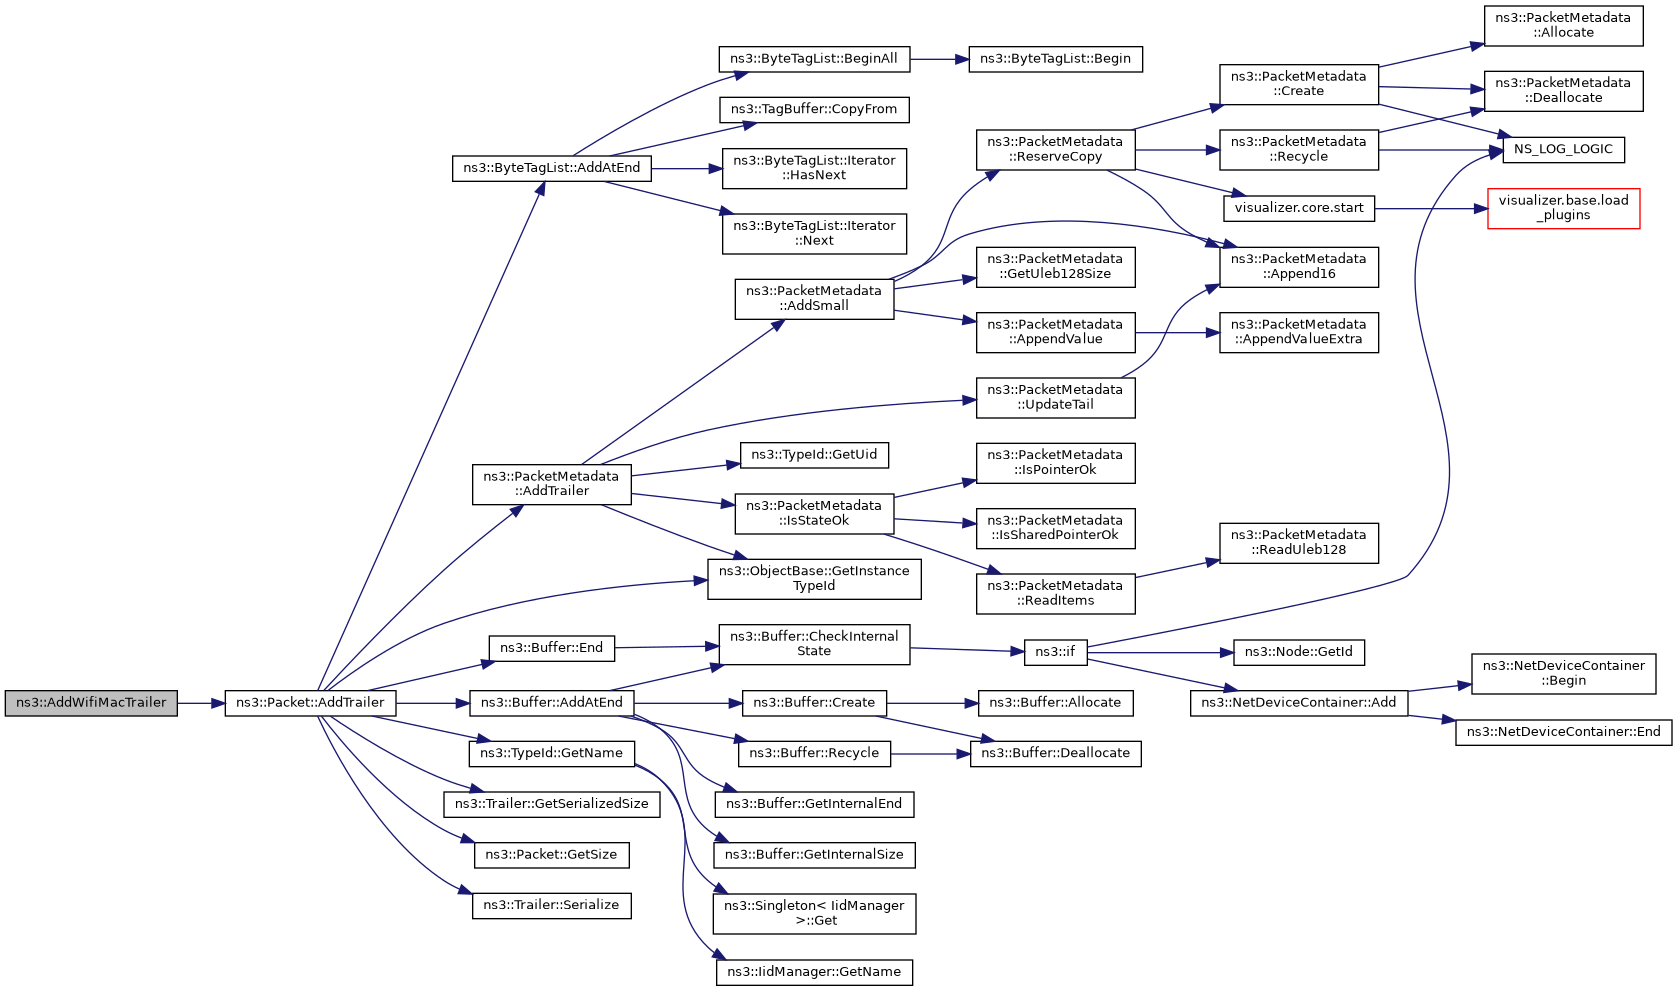 ns3::AddWifiMacTrailer
ns3::Packet::AddTrailer
ns3::ByteTagList::AddAtEnd
ns3::PacketMetadata
::AddTrailer
ns3::Buffer::End
ns3::Buffer::AddAtEnd
ns3::TypeId::GetName
ns3::Trailer::GetSerializedSize
ns3::Packet::GetSize
ns3::Trailer::Serialize
ns3::ByteTagList::BeginAll
ns3::TagBuffer::CopyFrom
ns3::ByteTagList::Iterator
::HasNext
ns3::ByteTagList::Iterator
::Next
ns3::PacketMetadata
::AddSmall
ns3::TypeId::GetUid
ns3::PacketMetadata
::IsStateOk
ns3::ObjectBase::GetInstance
TypeId
ns3::Buffer::CheckInternal
State
ns3::Buffer::Create
ns3::Buffer::Recycle
ns3::Buffer::GetInternalEnd
ns3::Buffer::GetInternalSize
ns3::Singleton< IidManager
>::Get
ns3::IidManager::GetName
ns3::ByteTagList::Begin
ns3::PacketMetadata
::ReserveCopy
ns3::PacketMetadata
::GetUleb128Size
ns3::PacketMetadata
::AppendValue
ns3::PacketMetadata
::UpdateTail
ns3::PacketMetadata
::IsPointerOk
ns3::PacketMetadata
::IsSharedPointerOk
ns3::PacketMetadata
::ReadItems
ns3::if
ns3::Buffer::Allocate
ns3::Buffer::Deallocate
ns3::PacketMetadata
::Create
ns3::PacketMetadata
::Recycle
visualizer.core.start
ns3::PacketMetadata
::Append16
ns3::PacketMetadata
::AppendValueExtra
ns3::PacketMetadata
::ReadUleb128
ns3::Node::GetId
ns3::NetDeviceContainer::Add
ns3::PacketMetadata
::Allocate
ns3::PacketMetadata
::Deallocate
NS_LOG_LOGIC
visualizer.base.load
_plugins
ns3::NetDeviceContainer
::Begin
ns3::NetDeviceContainer::End